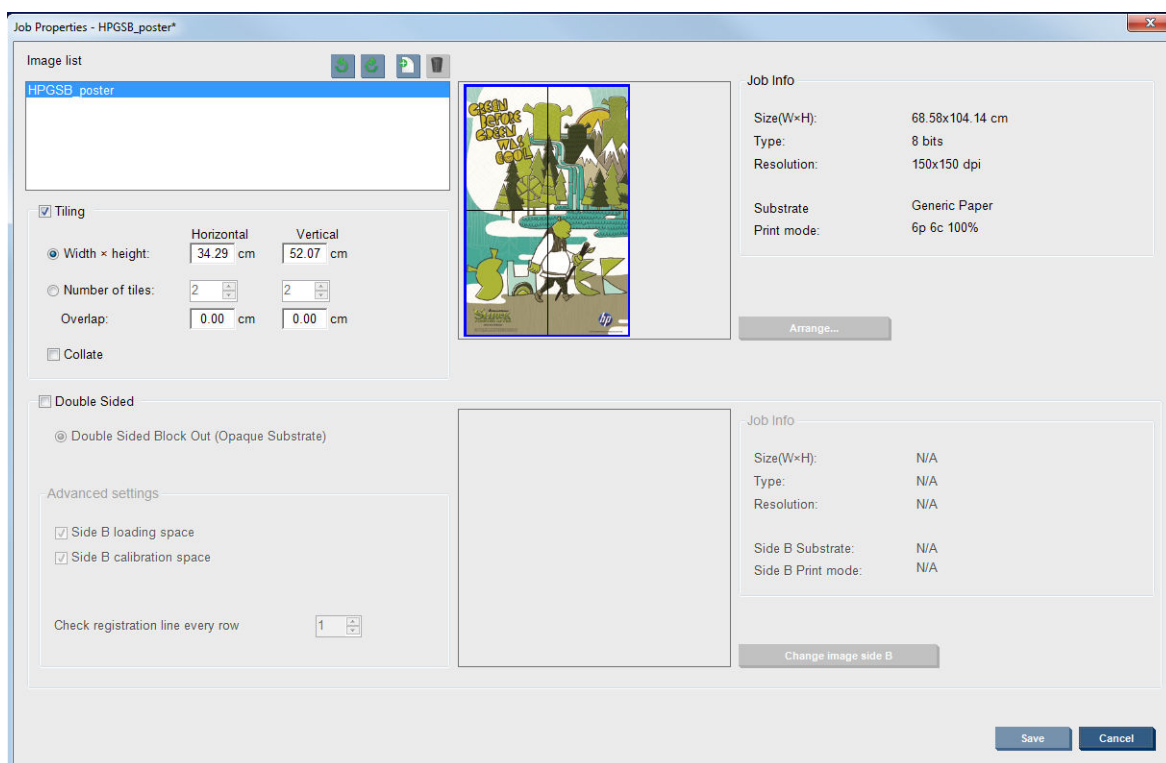 Job Properties - HPGSB_poster*
Image list
HPGSB_poster
GREEN
BEFORE
GREEN
WAS
COOL
SHREK
hp
Job Info
Size(W×H): 68.58x104.14 cm
Type: 8 bits
Resolution: 150x150 dpi
Substrate Generic Paper
Print mode: 6p 6c 100%
Arrange...
Tiling
Horizontal Vertical
Width × height: 34.29 cm 52.07 cm
Number of tiles: 2 2
Overlap: 0.00 cm 0.00 cm
Collate
Double Sided
Double Sided Block Out (Opaque Substrate)
Advanced settings
Side B loading space
Side B calibration space
Check registration line every row 1
Job Info
Size(W×H): N/A
Type: N/A
Resolution: N/A
Side B Substrate: N/A
Side B Print mode: N/A
Change image side B
Save Cancel